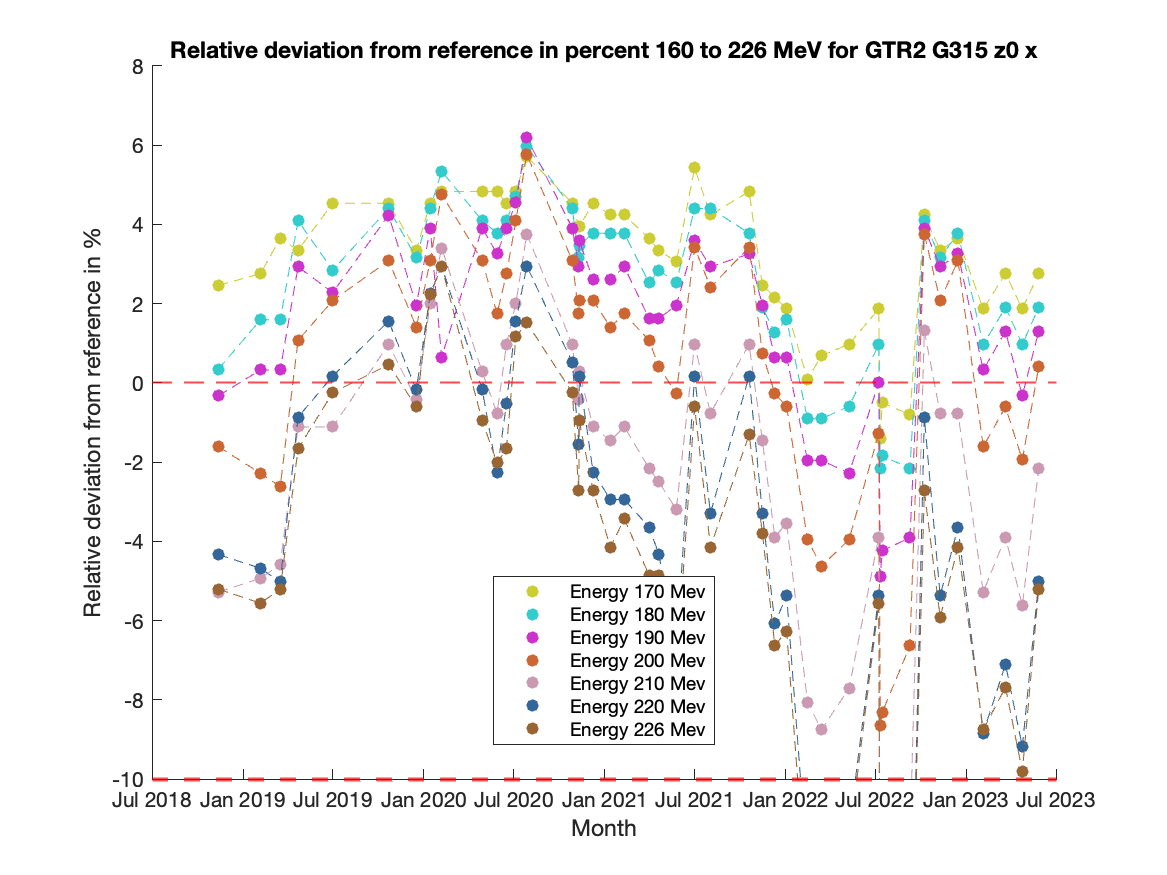 Relative deviation from reference in percent 160 to 226 MeV for GTR2 G315 z0 x
8
6
4
2
0
-2
-4
-6
-8
-10
Relative deviation from reference in %
Energy 170 Mev
Energy 180 Mev
Energy 190 Mev
Energy 200 Mev
Energy 210 Mev
Energy 220 Mev
Energy 226 Mev
Jul 2018 Jan 2019 Jul 2019 Jan 2020 Jul 2020 Jan 2021 Jul 2021 Jan 2022 Jul 2022 Jan 2023 Jul 2023
Month